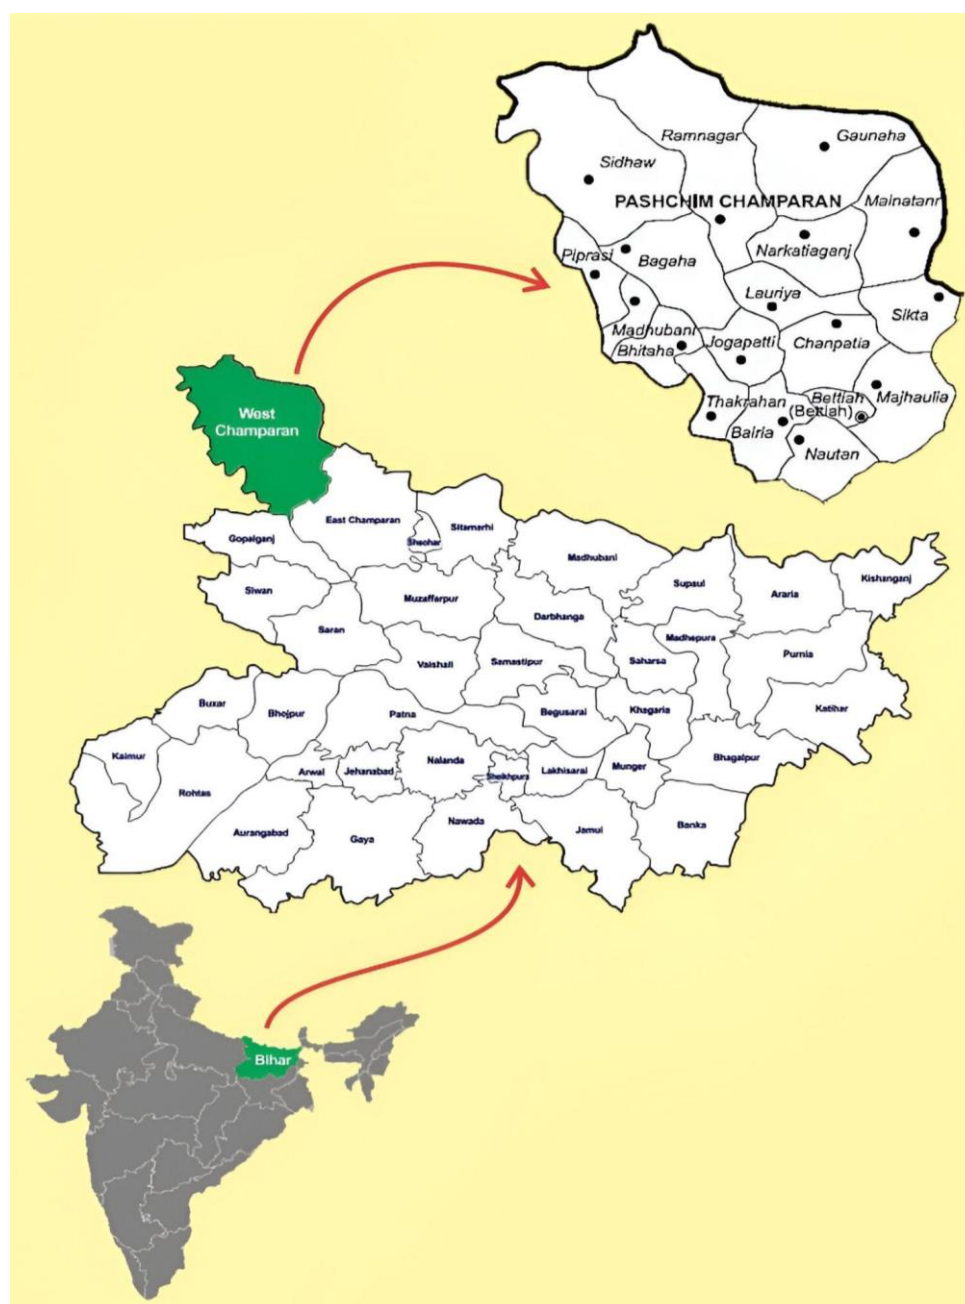 Ramnagar
Gaunaha
Sidhaw
PASHCHIM CHAMPARAN
Mainatanr
Narkatiaganj
Piprasi
Bagaha
Lauriya
Sikta
Madhubani
Jogapatti
Chanpatia
Bhitaha
Thakrahan
Bettiah
Majhaulia
(Bettiah)
Bairia
Nautan
West
Champaran
East Champaran
Sitamarhi
Gopalganj
Sheohar
Madhubani
Kishanganj
Siwan
Supaul
Araria
Muzaffarpur
Darbhanga
Saran
Madhepura
Purnia
Vaishali
Samastipur
Saharsa
Buxar
Bhojpur
Patna
Begusarai
Khagaria
Katihar
Kaimur
Nalanda
Bhagalpur
Arwal
Jehanabad
Sheikhpura
Lakhisarai
Munger
Rohtas
Aurangabad
Gaya
Nawada
Jamui
Banka
Bihar